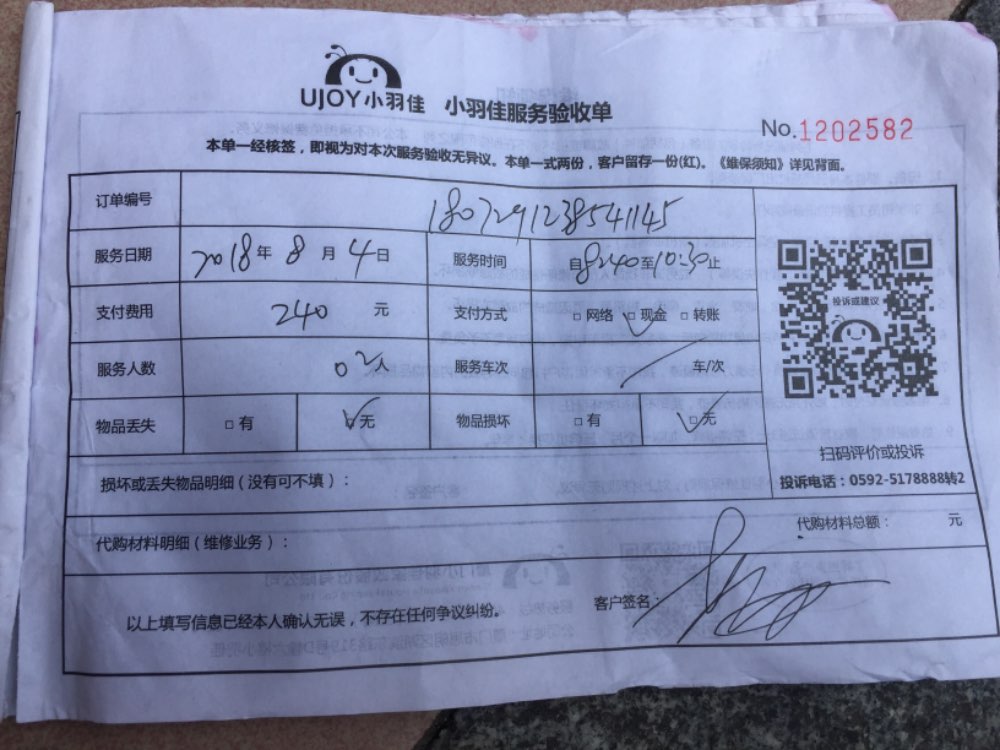 UJOY小羽佳 小羽佳服务验收单
No.1202582
本单一经核签，即视为对本次服务验收无异议。本单一式两份，客户留存一份(红)。《维保须知》详见背面。
订单编号 1807291238541145
服务日期 2018年8月4日 服务时间 自8:40至10:30止
支付费用 240 元 支付方式 □网络 ☑现金 □转账
投诉或建议
服务人数 02人 服务车次 / 车/次
物品丢失 □有 ☑无 物品损坏 □有 ☑无
扫码评价或投诉
投诉电话：0592-5178888转2
损坏或丢失物品明细（没有可不填）：
代购材料明细（维修业务）： 代购材料总额： 元
以上填写信息已经本人确认无误，不存在任何争议纠纷。 客户签名：